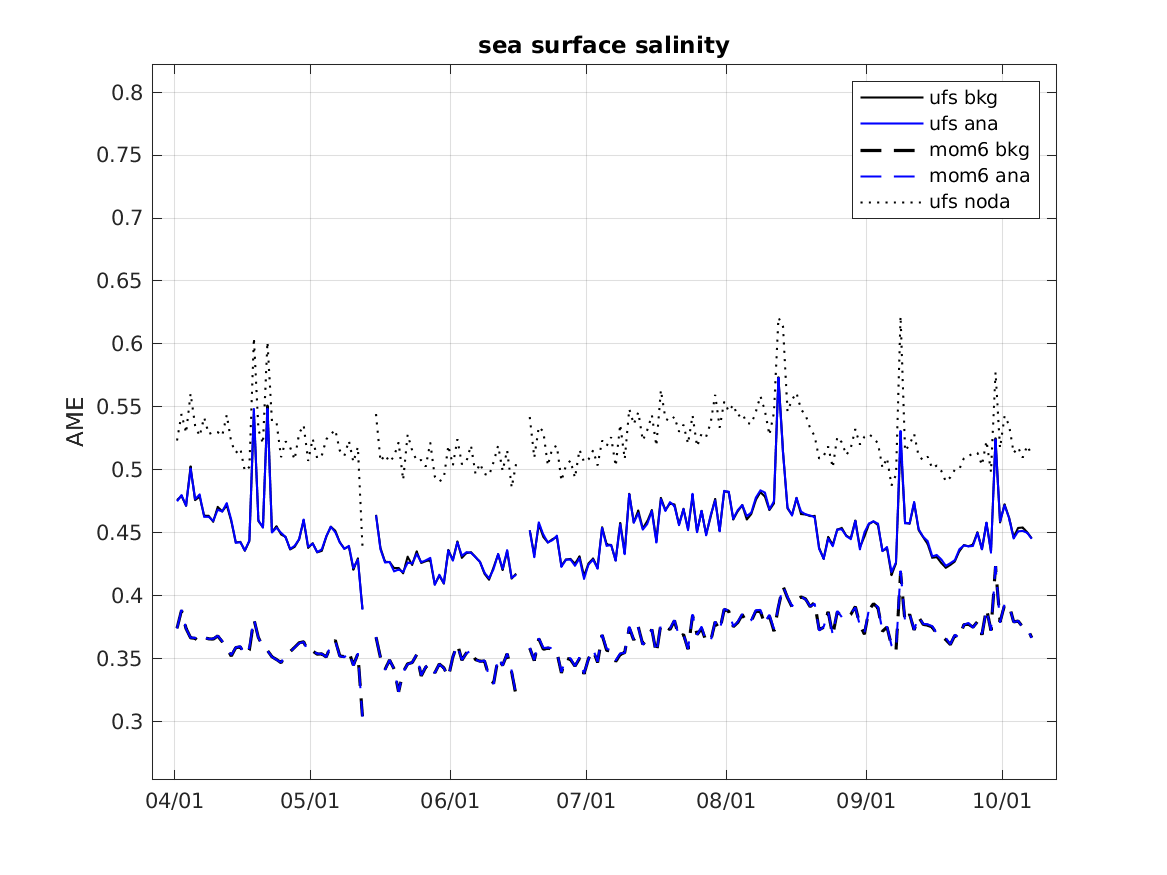 sea surface salinity
AME
0.8
0.75
0.7
0.65
0.6
0.55
0.5
0.45
0.4
0.35
0.3
04/01 05/01 06/01 07/01 08/01 09/01 10/01
ufs bkg
ufs ana
mom6 bkg
mom6 ana
ufs noda